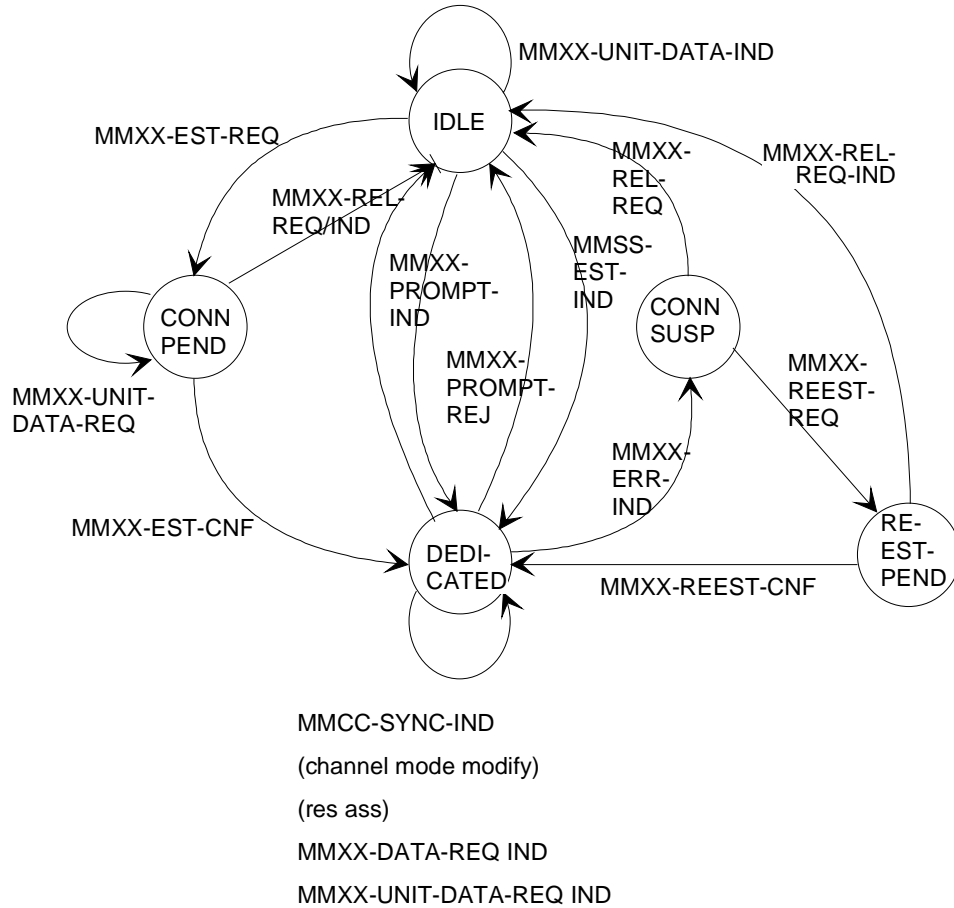 MMXX-UNIT-DATA-IND
IDLE
MMXX-EST-REQ
MMXX-REL-
REQ/IND
MMXX-
REL-
REQ
MMXX-REL-
REQ-IND
MMXX-
PROMPT-
IND
MMSS-
EST-
IND
CONN
PEND
CONN
SUSP
MMXX-UNIT-
DATA-REQ
MMXX-
PROMPT-
REJ
MMXX-
REEST-
REQ
MMXX-
ERR-
IND
MMXX-EST-CNF
DEDI-
CATED
RE-
EST-
PEND
MMXX-REEST-CNF
MMCC-SYNC-IND
(channel mode modify)
(res ass)
MMXX-DATA-REQ IND
MMXX-UNIT-DATA-REQ IND